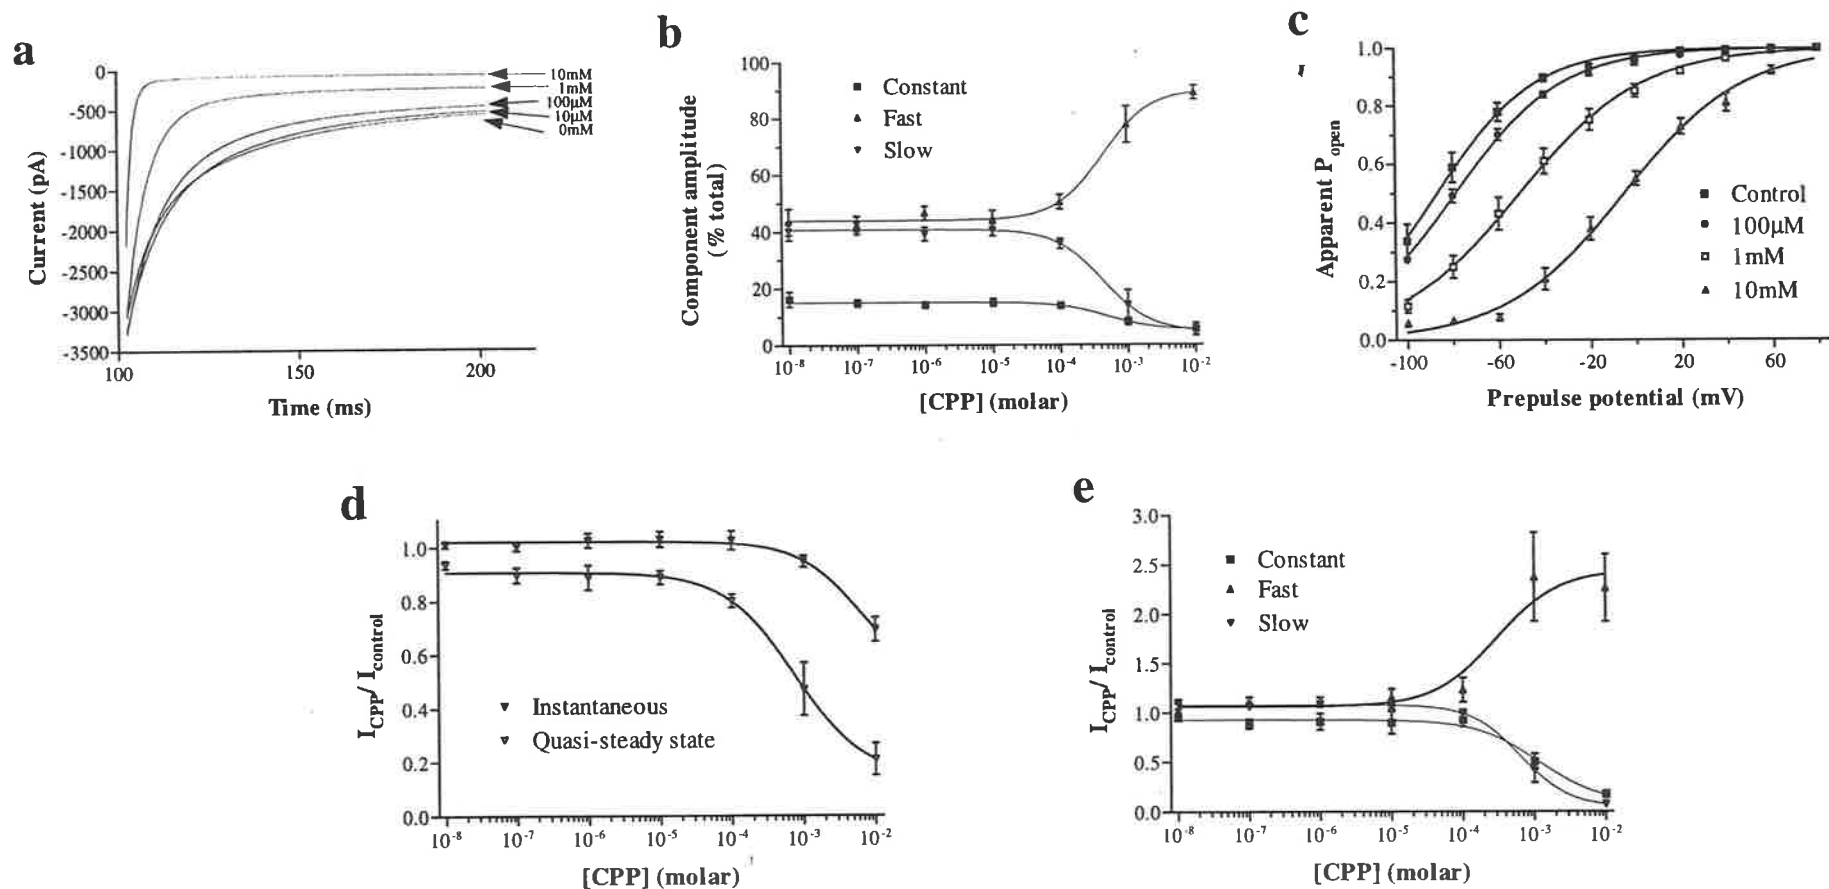 a
0
-500
-1000
-1500
-2000
-2500
-3000
-3500
Current (pA)
100
150
200
Time (ms)
10mM
1mM
100µM
10µM
0mM
b
100
80
60
40
20
0
Component amplitude
(% total)
Constant
Fast
Slow
10-8
10-7
10-6
10-5
10-4
10-3
10-2
[CPP] (molar)
c
1.0
0.8
0.6
0.4
0.2
0.0
Apparent Popen
Control
100µM
1mM
10mM
-100
-60
-20
20
60
Prepulse potential (mV)
d
1.0
0.8
0.6
0.4
0.2
0.0
ICPP/ Icontrol
Instantaneous
Quasi-steady state
10-8
10-7
10-6
10-5
10-4
10-3
10-2
[CPP] (molar)
e
3.0
2.5
2.0
1.5
1.0
0.5
0.0
ICPP/ Icontrol
Constant
Fast
Slow
10-8
10-7
10-6
10-5
10-4
10-3
10-2
[CPP] (molar)